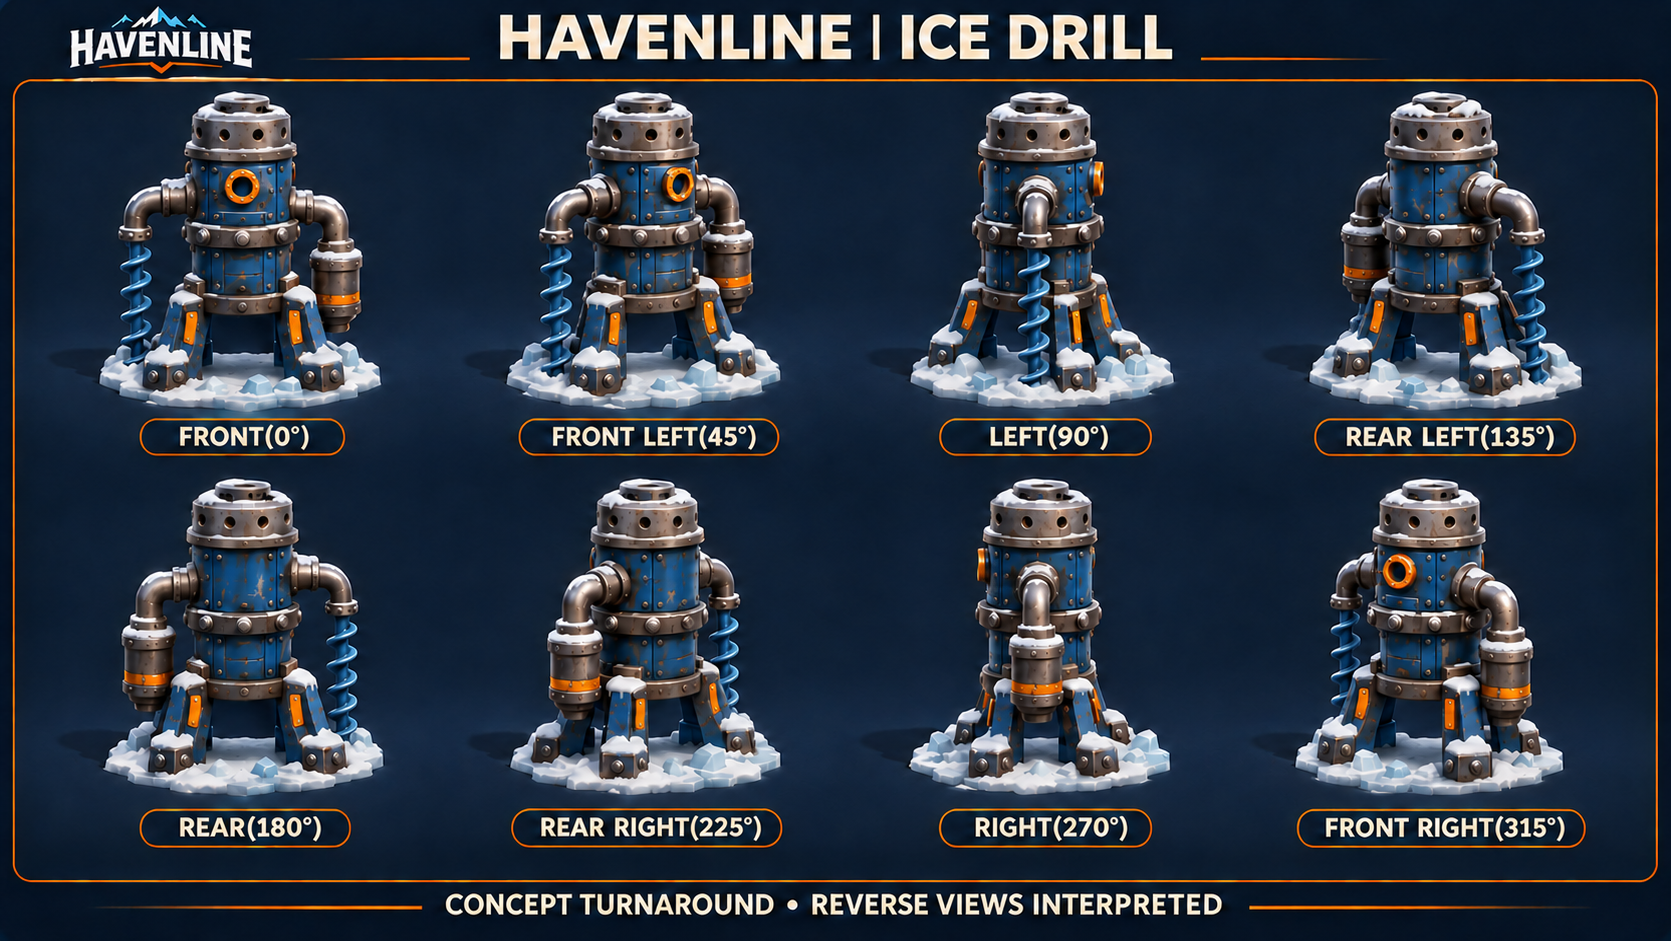 HAVENLINE
HAVENLINE | ICE DRILL
FRONT(0°)
FRONT LEFT(45°)
LEFT(90°)
REAR LEFT(135°)
REAR(180°)
REAR RIGHT(225°)
RIGHT(270°)
FRONT RIGHT(315°)
CONCEPT TURNAROUND • REVERSE VIEWS INTERPRETED